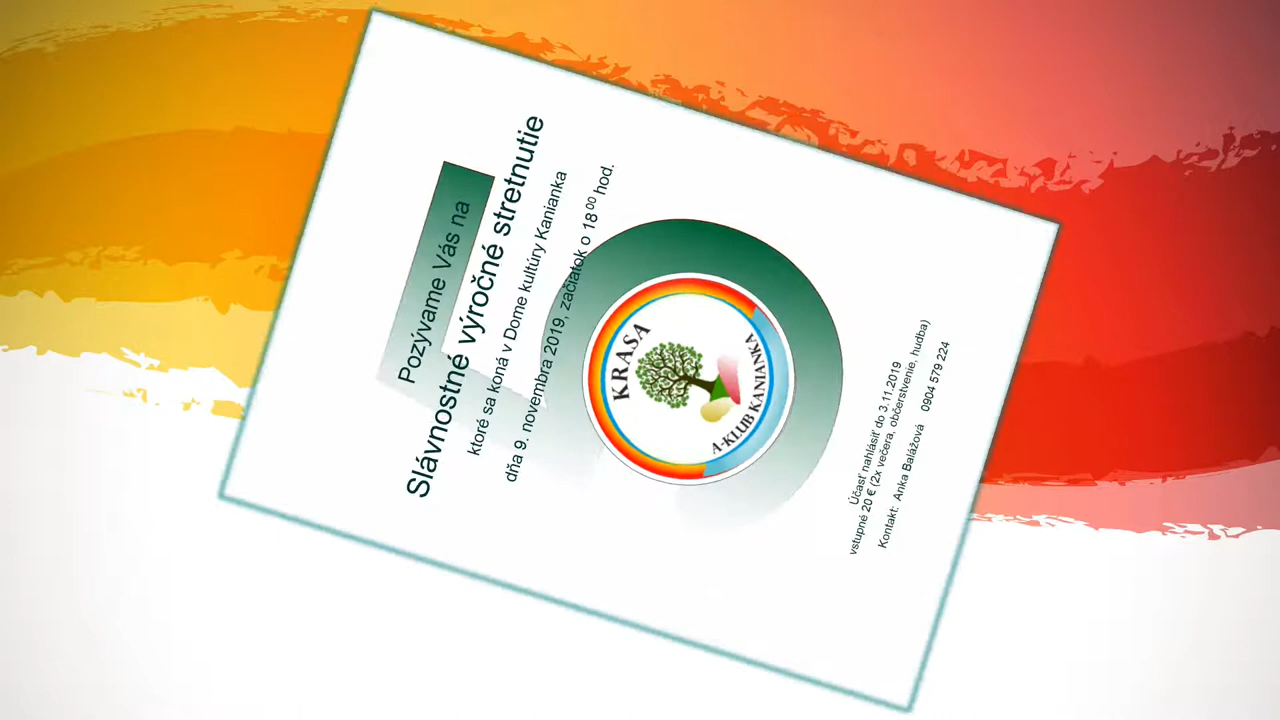 Pozývame Vás na
Slávnostné výročné stretnutie
ktoré sa koná v Dome kultúry Kanianka
dňa 9. novembra 2019, začiatok o 18⁰⁰ hod.
KRASA
A-KLUB KANIANKA
Účasť nahlásiť do 3.11.2019
vstupné 20 € (2x večera, občerstvenie, hudba)
Kontakt: Anka Balážová 0904 579 224